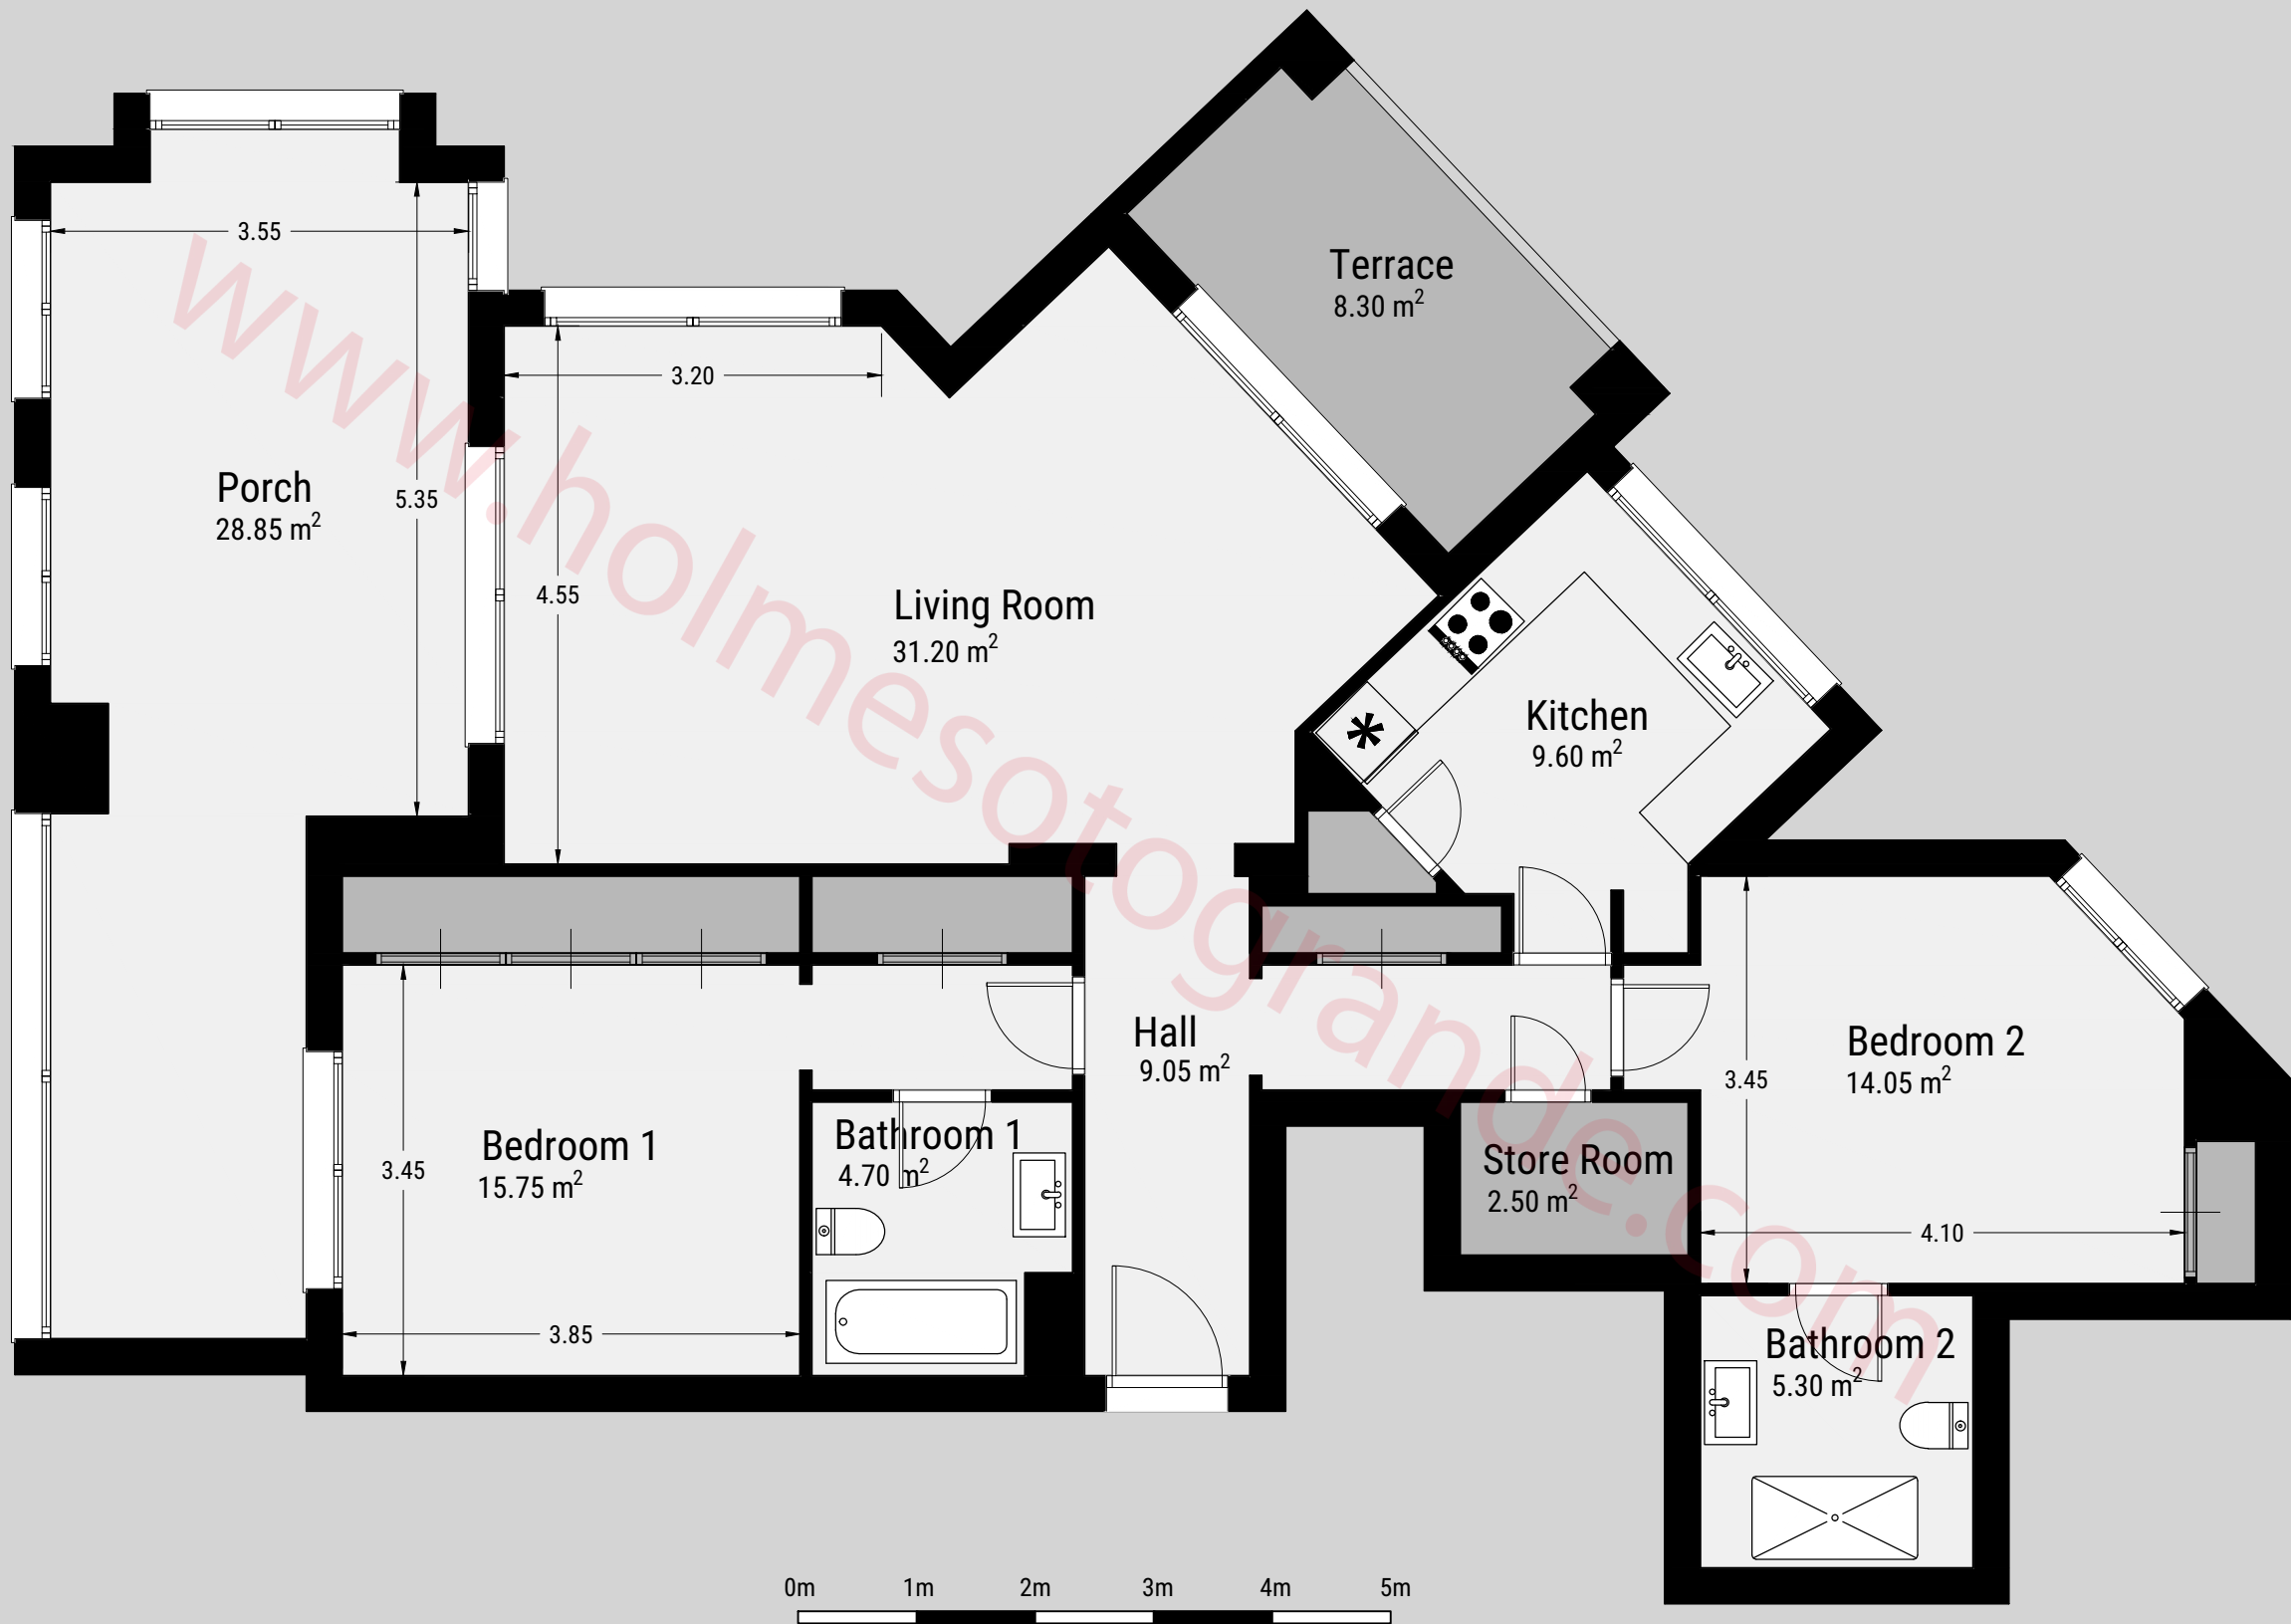 3.55
Terrace
8.30 m²
3.20
Porch
28.85 m²
5.35
4.55
Living Room
31.20 m²
Kitchen
9.60 m²
Hall
9.05 m²
Bedroom 2
14.05 m²
3.45
Bedroom 1
15.75 m²
3.45
Bathroom 1
4.70 m²
Store Room
2.50 m²
4.10
3.85
Bathroom 2
5.30 m²
0m 1m 2m 3m 4m 5m
www.holmesotogrande.com